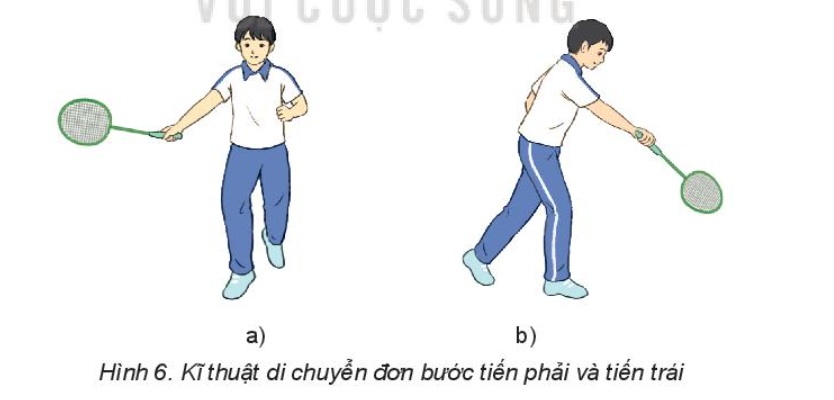 VỚI CUỘC SỐNG
a)
b)
Hình 6. Kĩ thuật di chuyển đơn bước tiến phải và tiến trái